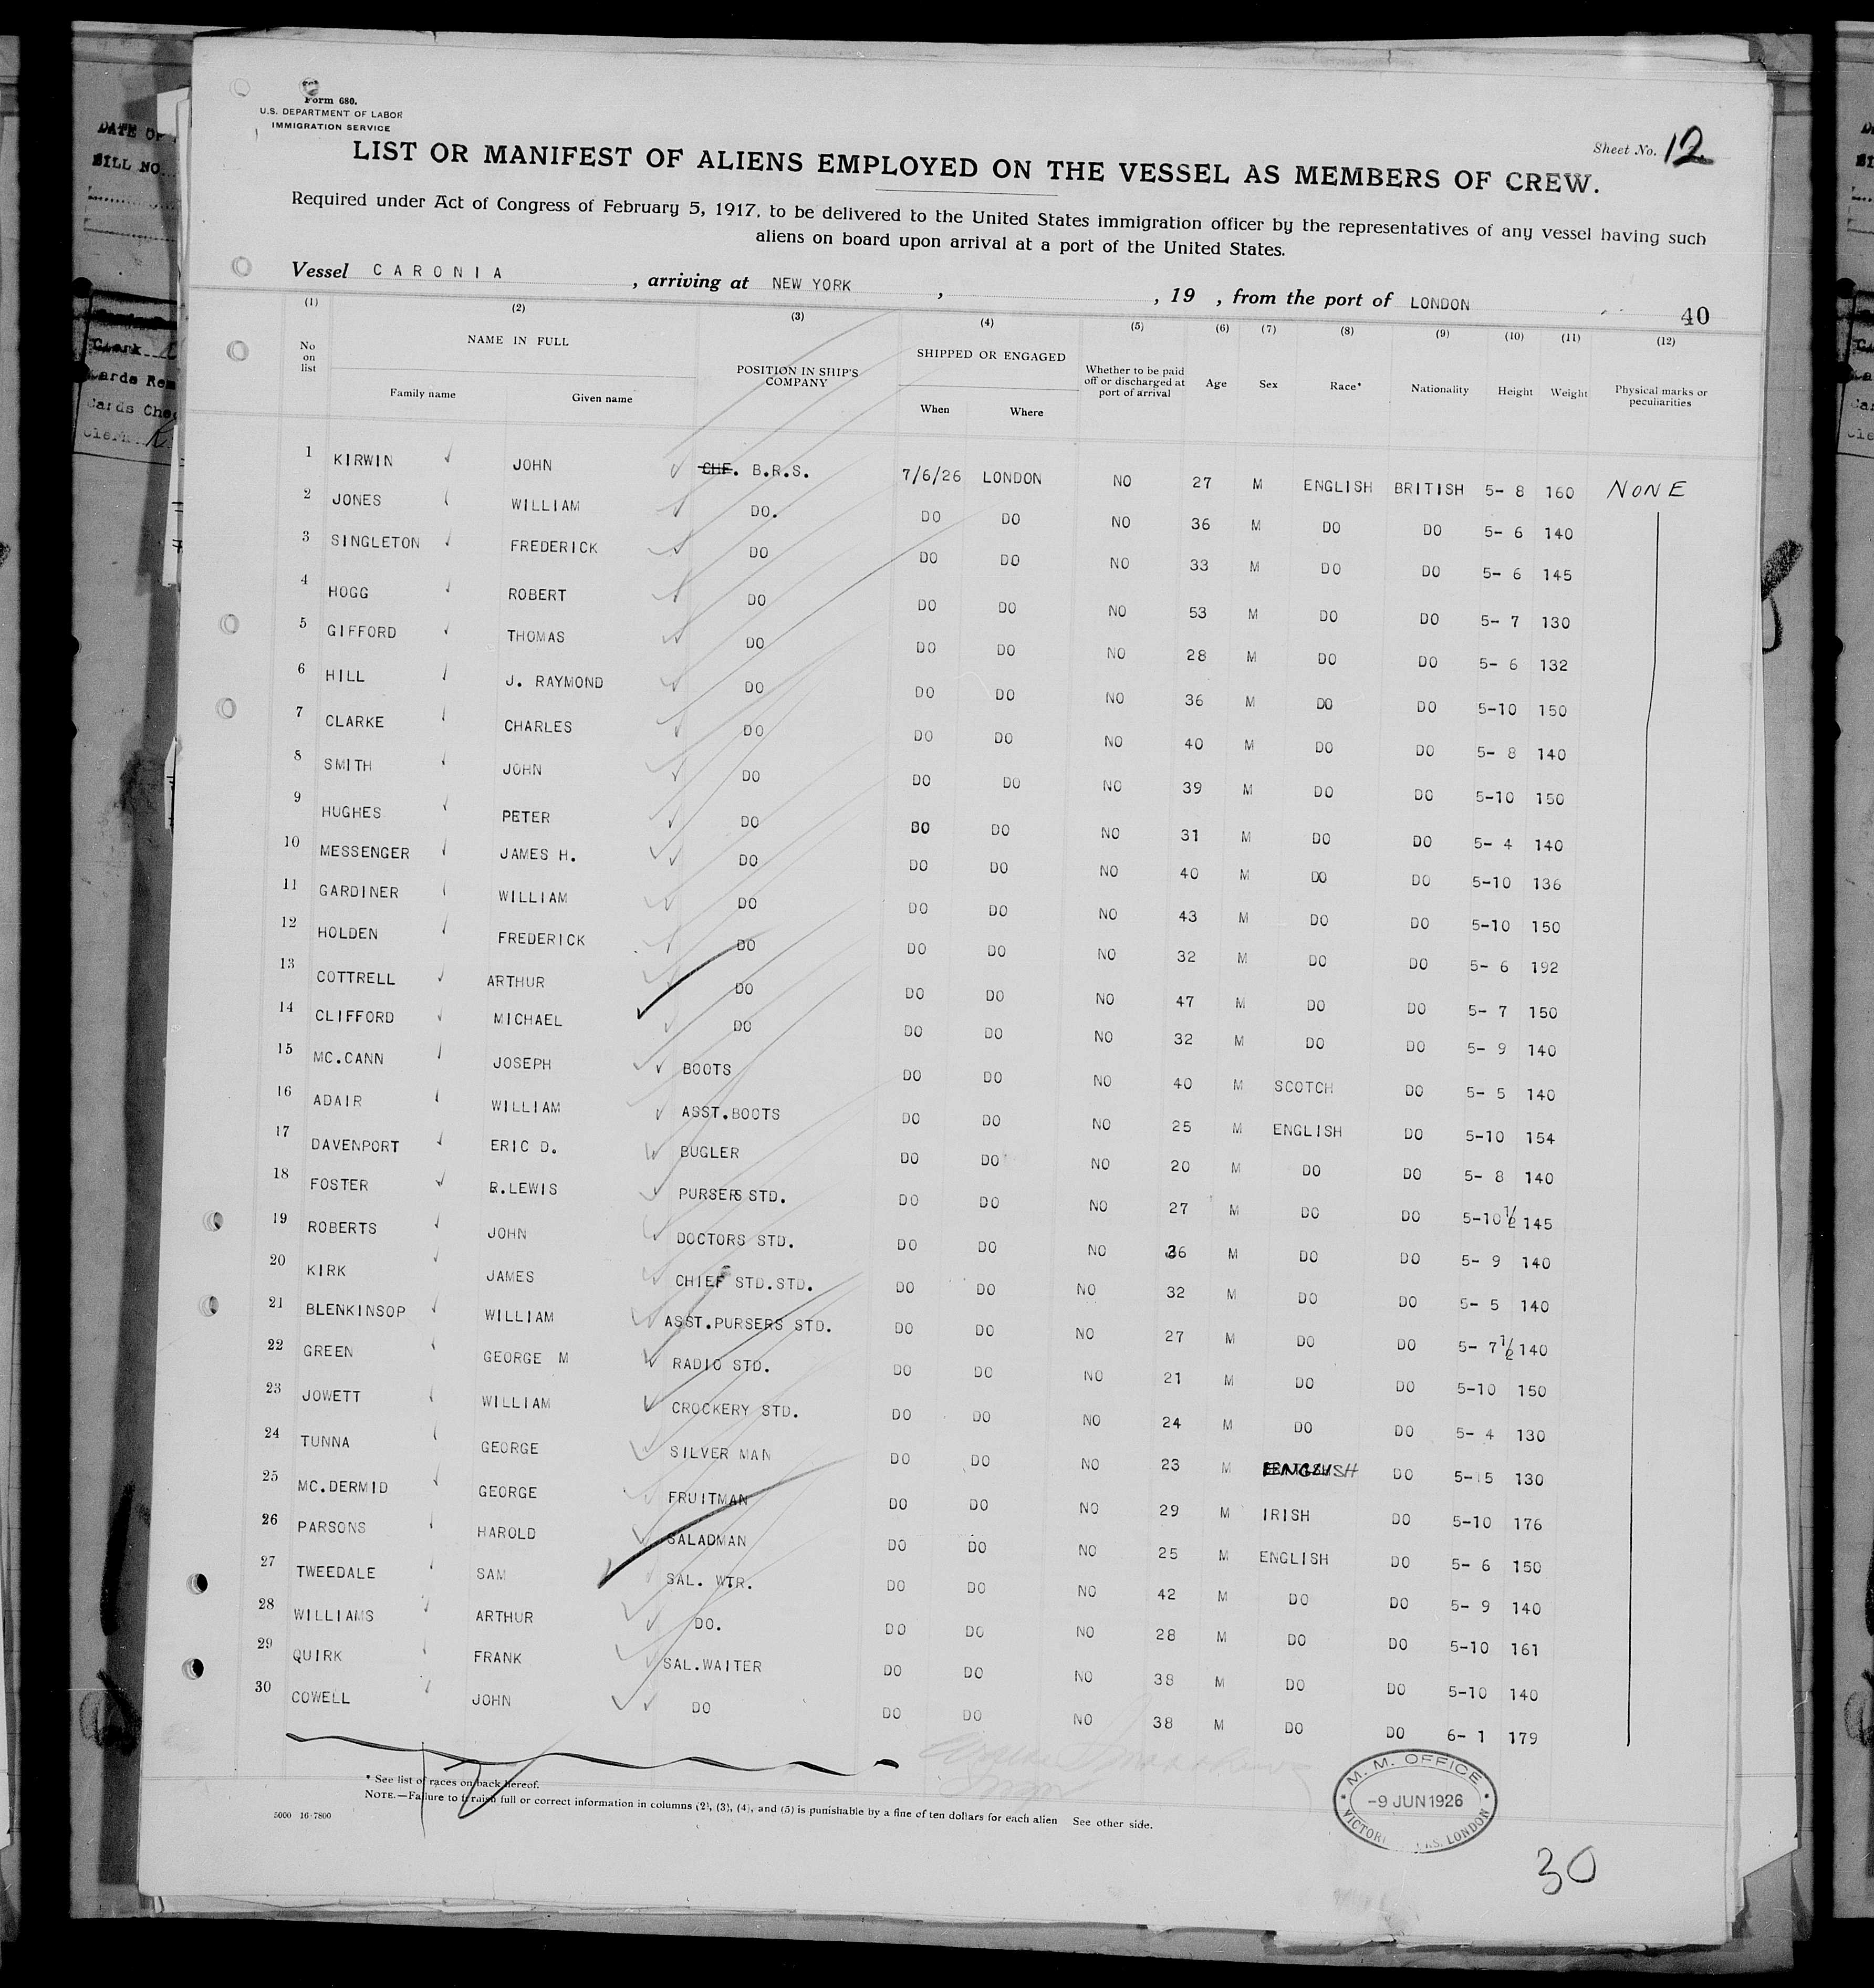 Form 680.
U.S. DEPARTMENT OF LABOR
IMMIGRATION SERVICE
Sheet No. 12
LIST OR MANIFEST OF ALIENS EMPLOYED ON THE VESSEL AS MEMBERS OF CREW.
Required under Act of Congress of February 5, 1917, to be delivered to the United States immigration officer by the representatives of any vessel having such
aliens on board upon arrival at a port of the United States.
Vessel CARONIA , arriving at NEW YORK , , 19 , from the port of LONDON
40
(1) (2) (3) (4) (5) (6) (7) (8) (9) (10) (11) (12)
No on list NAME IN FULL Family name Given name POSITION IN SHIP'S COMPANY SHIPPED OR ENGAGED When Where Whether to be paid off or discharged at port of arrival Age Sex Race* Nationality Height Weight Physical marks or peculiarities
1 KIRWIN JOHN CHF. B.R.S. 7/6/26 LONDON NO 27 M ENGLISH BRITISH 5- 8 160 NONE
2 JONES WILLIAM DO. DO DO NO 36 M DO DO 5- 6 140
3 SINGLETON FREDERICK DO DO DO NO 33 M DO DO 5- 6 145
4 HOGG ROBERT DO DO DO NO 53 M DO DO 5- 7 130
5 GIFFORD THOMAS DO DO DO NO 28 M DO DO 5- 6 132
6 HILL J. RAYMOND DO DO DO NO 36 M DO DO 5-10 150
7 CLARKE CHARLES DO DO DO NO 40 M DO DO 5- 8 140
8 SMITH JOHN DO DO DO NO 39 M DO DO 5-10 150
9 HUGHES PETER DO DO DO NO 31 M DO DO 5- 4 140
10 MESSENGER JAMES H. DO DO DO NO 40 M DO DO 5-10 136
11 GARDINER WILLIAM DO DO DO NO 43 M DO DO 5-10 150
12 HOLDEN FREDERICK DO DO DO NO 32 M DO DO 5- 6 192
13 COTTRELL ARTHUR DO DO DO NO 47 M DO DO 5- 7 150
14 CLIFFORD MICHAEL DO DO DO NO 32 M DO DO 5- 9 140
15 MC.CANN JOSEPH BOOTS DO DO NO 40 M SCOTCH DO 5- 5 140
16 ADAIR WILLIAM ASST.BOOTS DO DO NO 25 M ENGLISH DO 5-10 154
17 DAVENPORT ERIC D. BUGLER DO DO NO 20 M DO DO 5- 8 140
18 FOSTER R.LEWIS PURSERS STD. DO DO NO 27 M DO DO 5-10 1/2 145
19 ROBERTS JOHN DOCTORS STD. DO DO NO 36 M DO DO 5- 9 140
20 KIRK JAMES CHIEF STD.STD. DO DO NO 32 M DO DO 5- 5 140
21 BLENKINSOP WILLIAM ASST.PURSERS STD. DO DO NO 27 M DO DO 5- 7 1/2 140
22 GREEN GEORGE M RADIO STD. DO DO NO 21 M DO DO 5-10 150
23 JOWETT WILLIAM CROCKERY STD. DO DO NO 24 M DO DO 5- 4 130
24 TUNNA GEORGE SILVER MAN DO DO NO 23 M ENGLISH DO 5- 5 130
25 MC.DERMID GEORGE FRUITMAN DO DO NO 29 M IRISH DO 5-10 176
26 PARSONS HAROLD SALADMAN DO DO NO 25 M ENGLISH DO 5- 6 150
27 TWEEDALE SAM SAL. WTR. DO DO NO 42 M DO DO 5- 9 140
28 WILLIAMS ARTHUR DO. DO DO NO 28 M DO DO 5-10 161
29 QUIRK FRANK SAL.WAITER DO DO NO 38 M DO DO 5-10 140
30 COWELL JOHN DO DO DO NO 38 M DO DO 6- 1 179
* See list of races on back hereof.
NOTE.—Failure to furnish full or correct information in columns (2), (3), (4), and (5) is punishable by a fine of ten dollars for each alien See other side.
5000 16-7800
M. M. OFFICE
-9 JUN 1926
LONDON
30
DATE OF
BILL NO.
Clerk
Cards Rem
Cards Che
Clerk